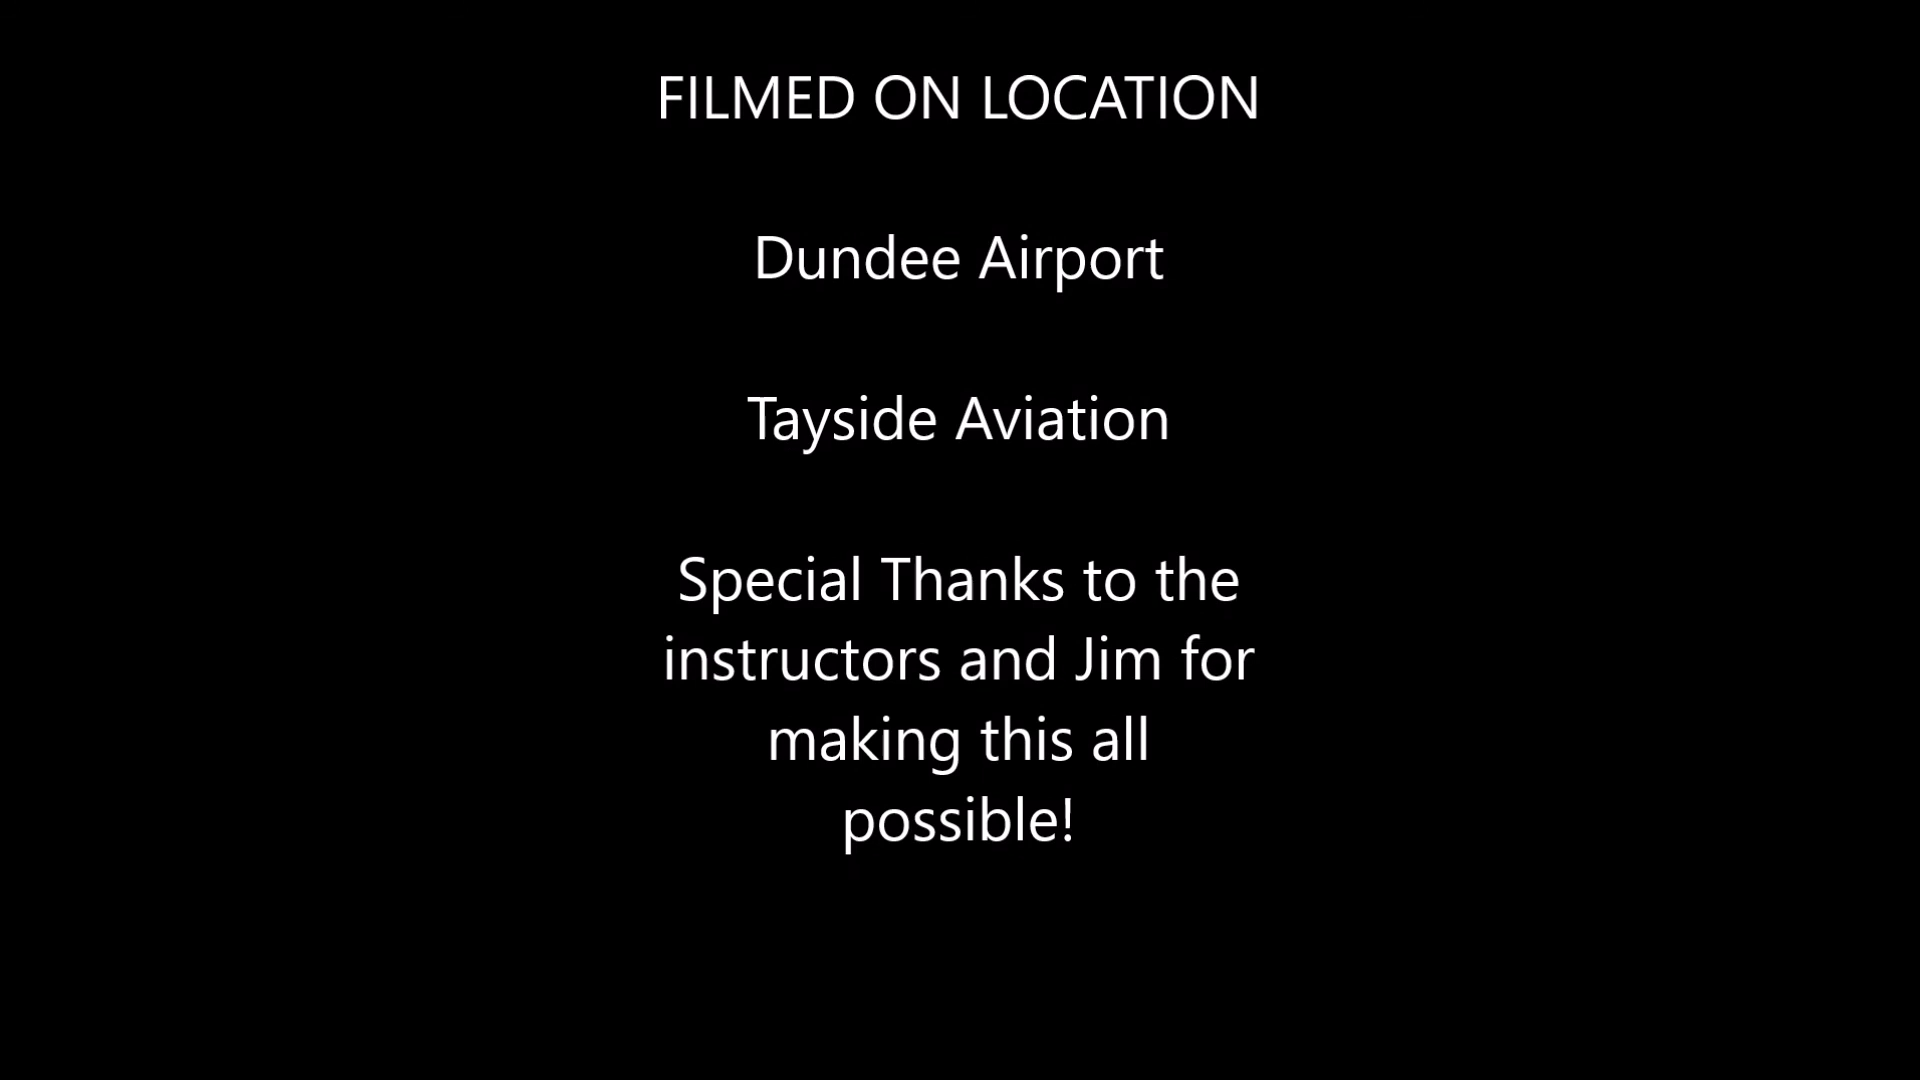 FILMED ON LOCATION
Dundee Airport
Tayside Aviation
Special Thanks to the
instructors and Jim for
making this all
possible!